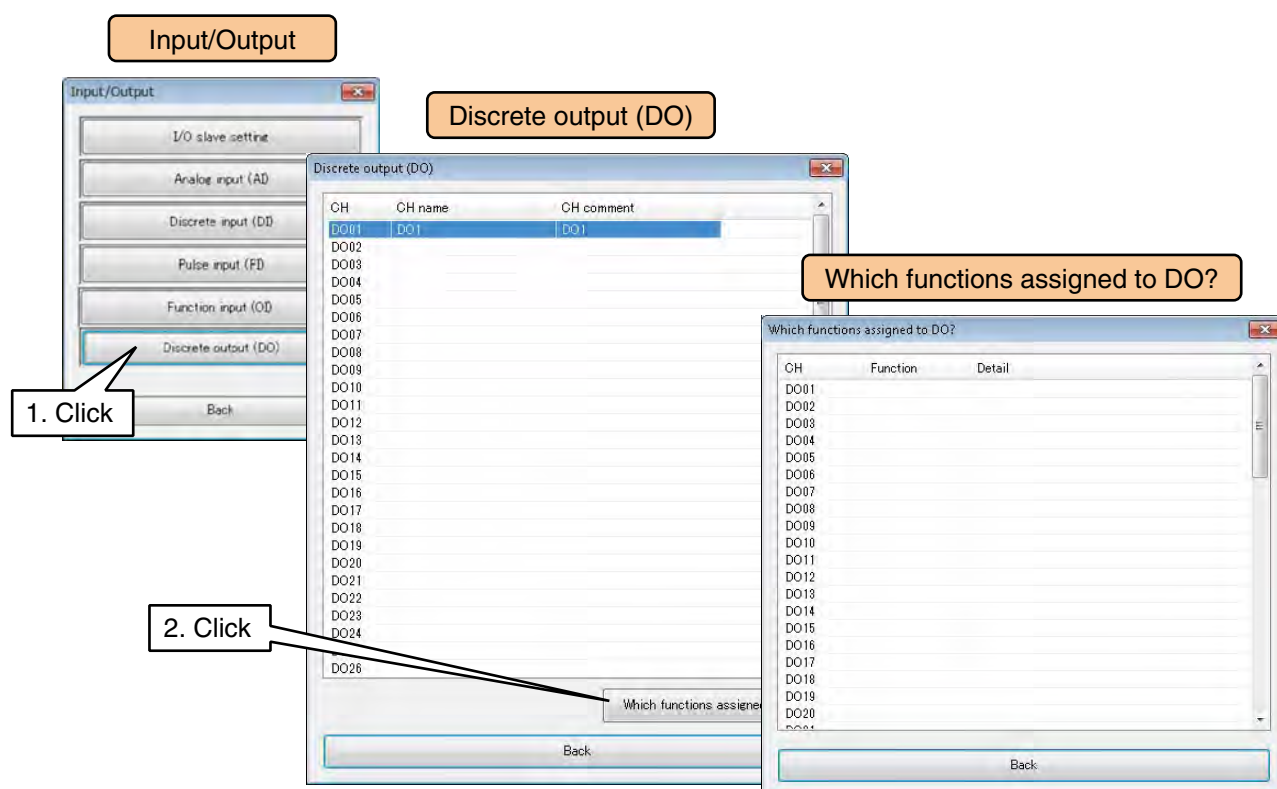 Input/Output
Input/Output
I/O slave setting
Analog input (AI)
Discrete input (DI)
Pulse input (FI)
Function input (OI)
Discrete output (DO)
Back
1. Click
Discrete output (DO)
Discrete output (DO)
CH CH name CH comment
DO01 DO1 DO1
DO02
DO03
DO04
DO05
DO06
DO07
DO08
DO09
DO10
DO11
DO12
DO13
DO14
DO15
DO16
DO17
DO18
DO19
DO20
DO21
DO22
DO23
DO24
DO26
2. Click
Which functions assigne
Back
Which functions assigned to DO?
Which functions assigned to DO?
CH Function Detail
DO01
DO02
DO03
DO04
DO05
DO06
DO07
DO08
DO09
DO10
DO11
DO12
DO13
DO14
DO15
DO16
DO17
DO18
DO19
DO20
Back